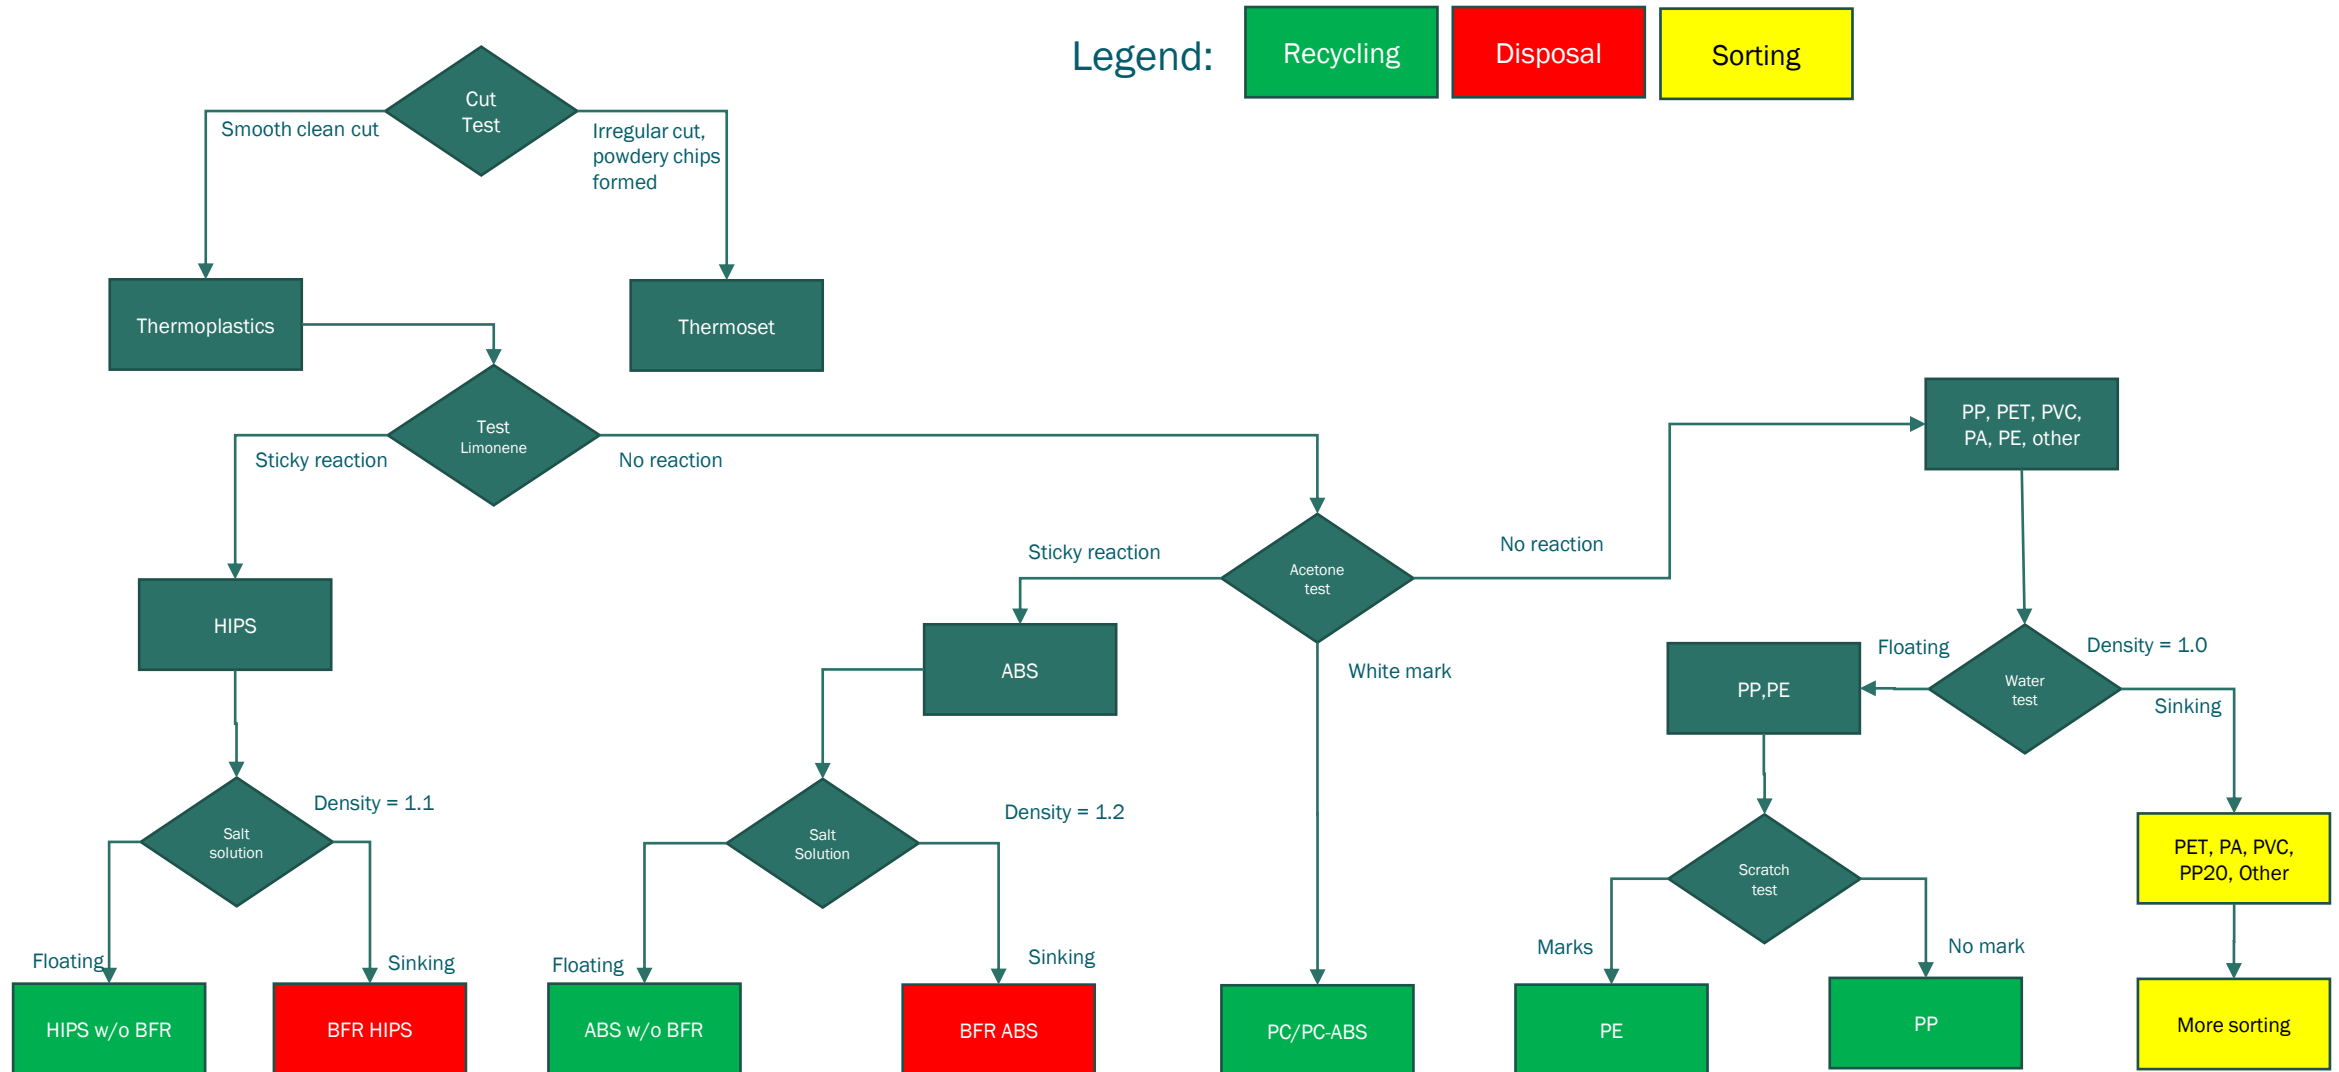 Legend:
Recycling
Disposal
Sorting
Cut
Test
Smooth clean cut
Irregular cut,
powdery chips
formed
Thermoplastics
Thermoset
Test
Limonene
Sticky reaction
No reaction
PP, PET, PVC,
PA, PE, other
Acetone
test
Sticky reaction
No reaction
White mark
HIPS
ABS
PP,PE
Floating
Water
test
Density = 1.0
Sinking
Salt
solution
Density = 1.1
Salt
Solution
Density = 1.2
Scratch
test
PET, PA, PVC,
PP20, Other
Floating
Sinking
Floating
Sinking
Marks
No mark
HIPS w/o BFR
BFR HIPS
ABS w/o BFR
BFR ABS
PC/PC-ABS
PE
PP
More sorting